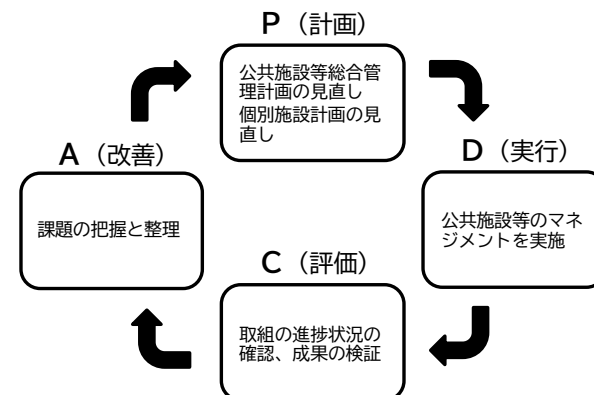 P（計画）
公共施設等総合管
理計画の見直し
個別施設計画の見
直し
D（実行）
公共施設等のマネ
ジメントを実施
C（評価）
取組の進捗状況の
確認、成果の検証
A（改善）
課題の把握と整理